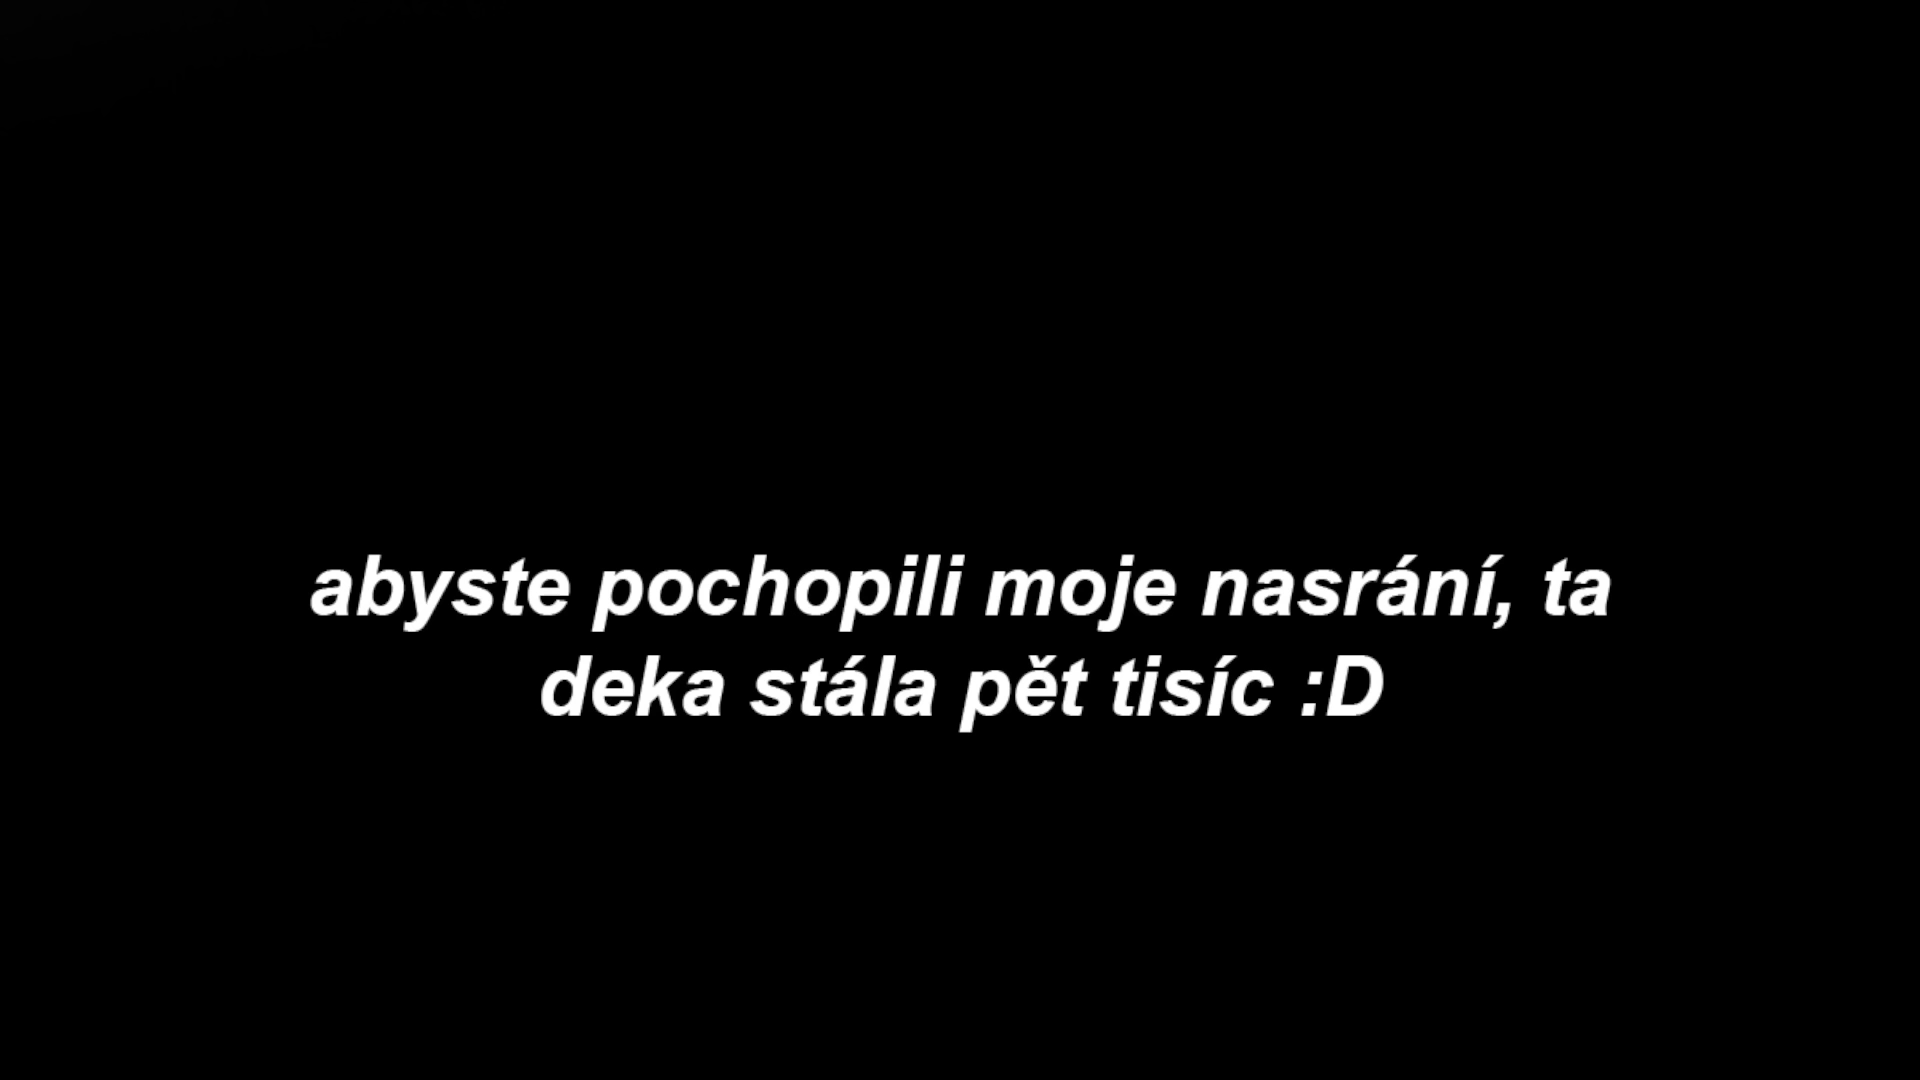 abyste pochopili moje nasrání, ta
deka stála pět tisíc :D